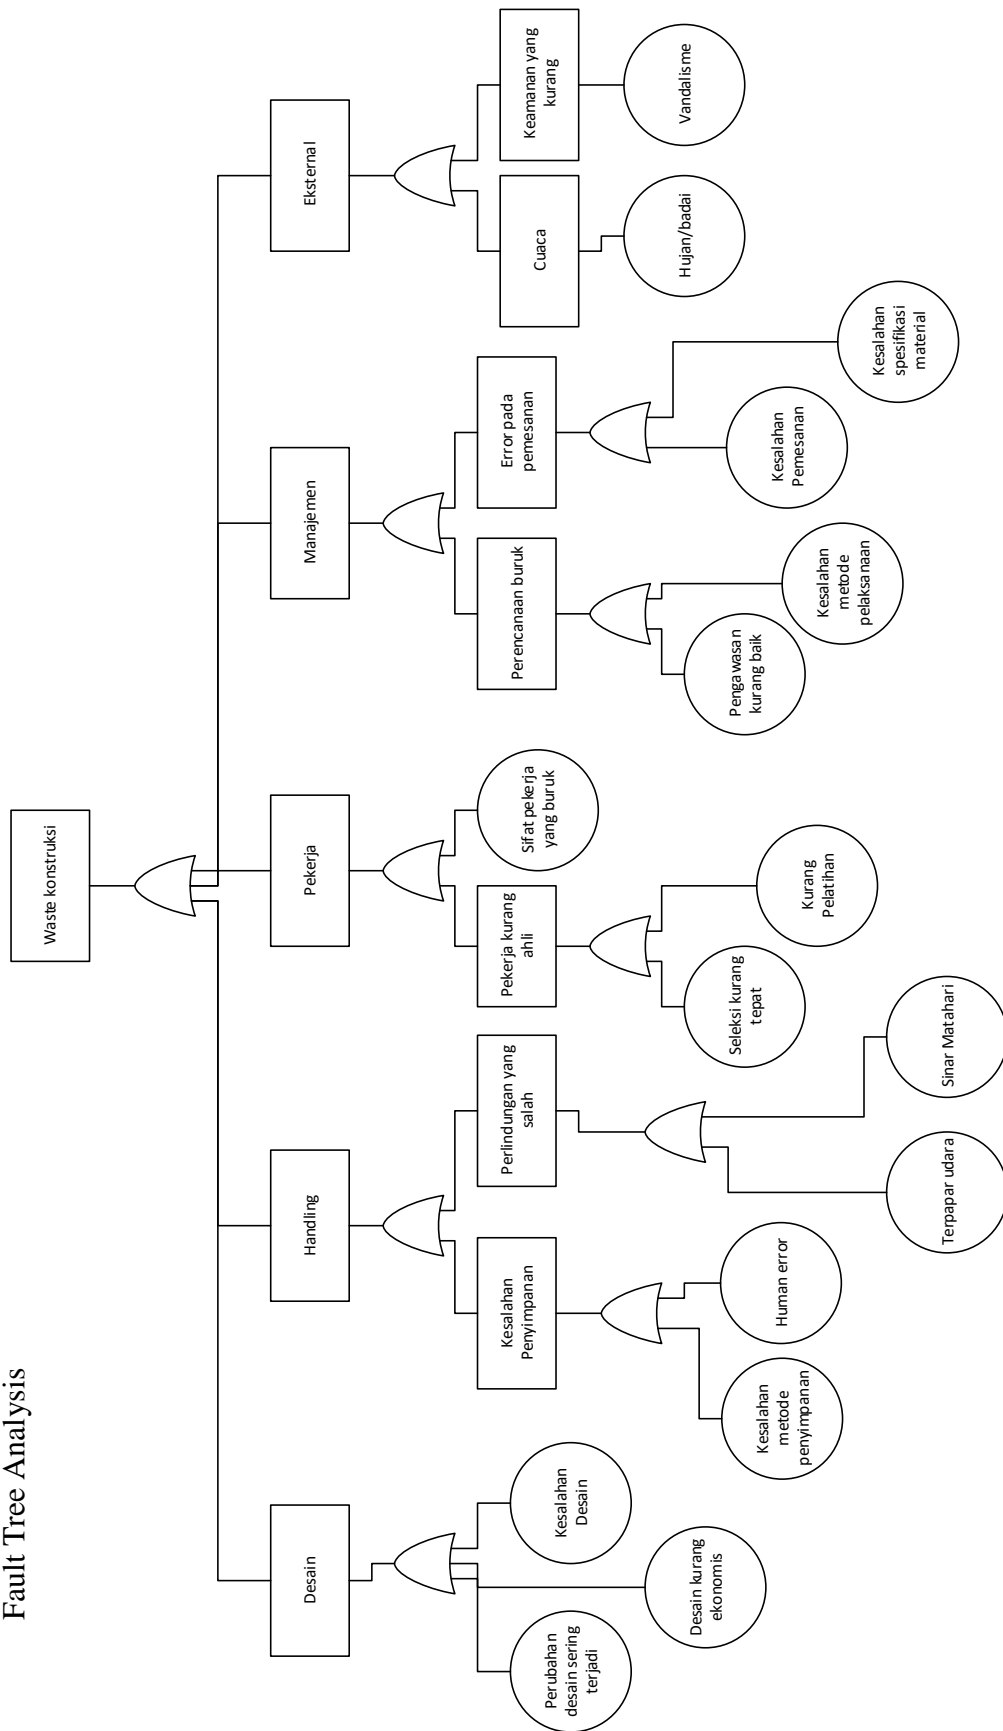 Fault Tree Analysis
Waste konstruksi
Desain
Handling
Pekerja
Manajemen
Eksternal
Kesalahan
Penyimpanan
Perlindungan yang
salah
Pekerja kurang
ahli
Sifat pekerja
yang buruk
Perencanaan buruk
Error pada
pemesanan
Cuaca
Keamanan yang
kurang
Perubahan
desain sering
terjadi
Desain kurang
ekonomis
Kesalahan
Desain
Kesalahan
metode
penyimpanan
Human error
Terpapar udara
Sinar Matahari
Seleksi kurang
tepat
Kurang
Pelatihan
Pengawasan
kurang baik
Kesalahan
metode
pelaksanaan
Kesalahan
Pemesanan
Kesalahan
spesifikasi
material
Hujan/badai
Vandalisme